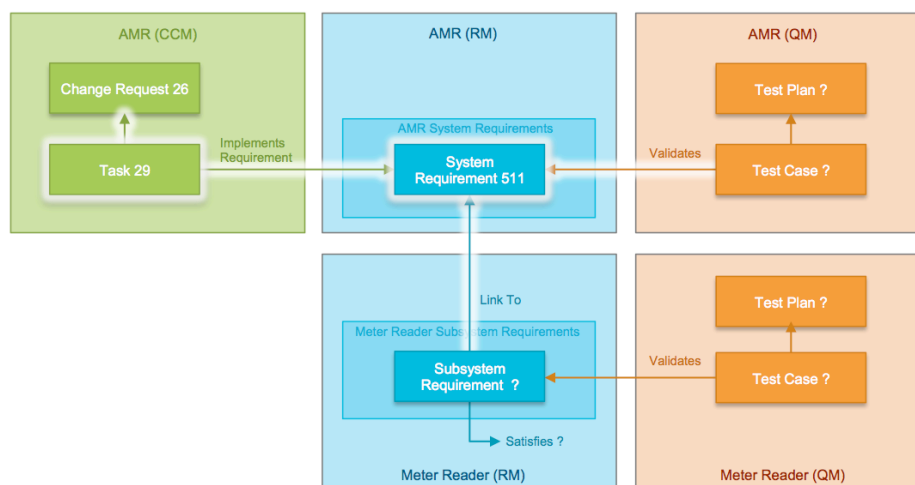 AMR (CCM)
AMR (RM)
AMR (QM)
Change Request 26
Test Plan ?
AMR System Requirements
Implements
Requirement
Task 29
System
Requirement 511
Validates
Test Case ?
Link To
Test Plan ?
Meter Reader Subsystem Requirements
Subsystem
Requirement ?
Validates
Test Case ?
Satisfies ?
Meter Reader (RM)
Meter Reader (QM)